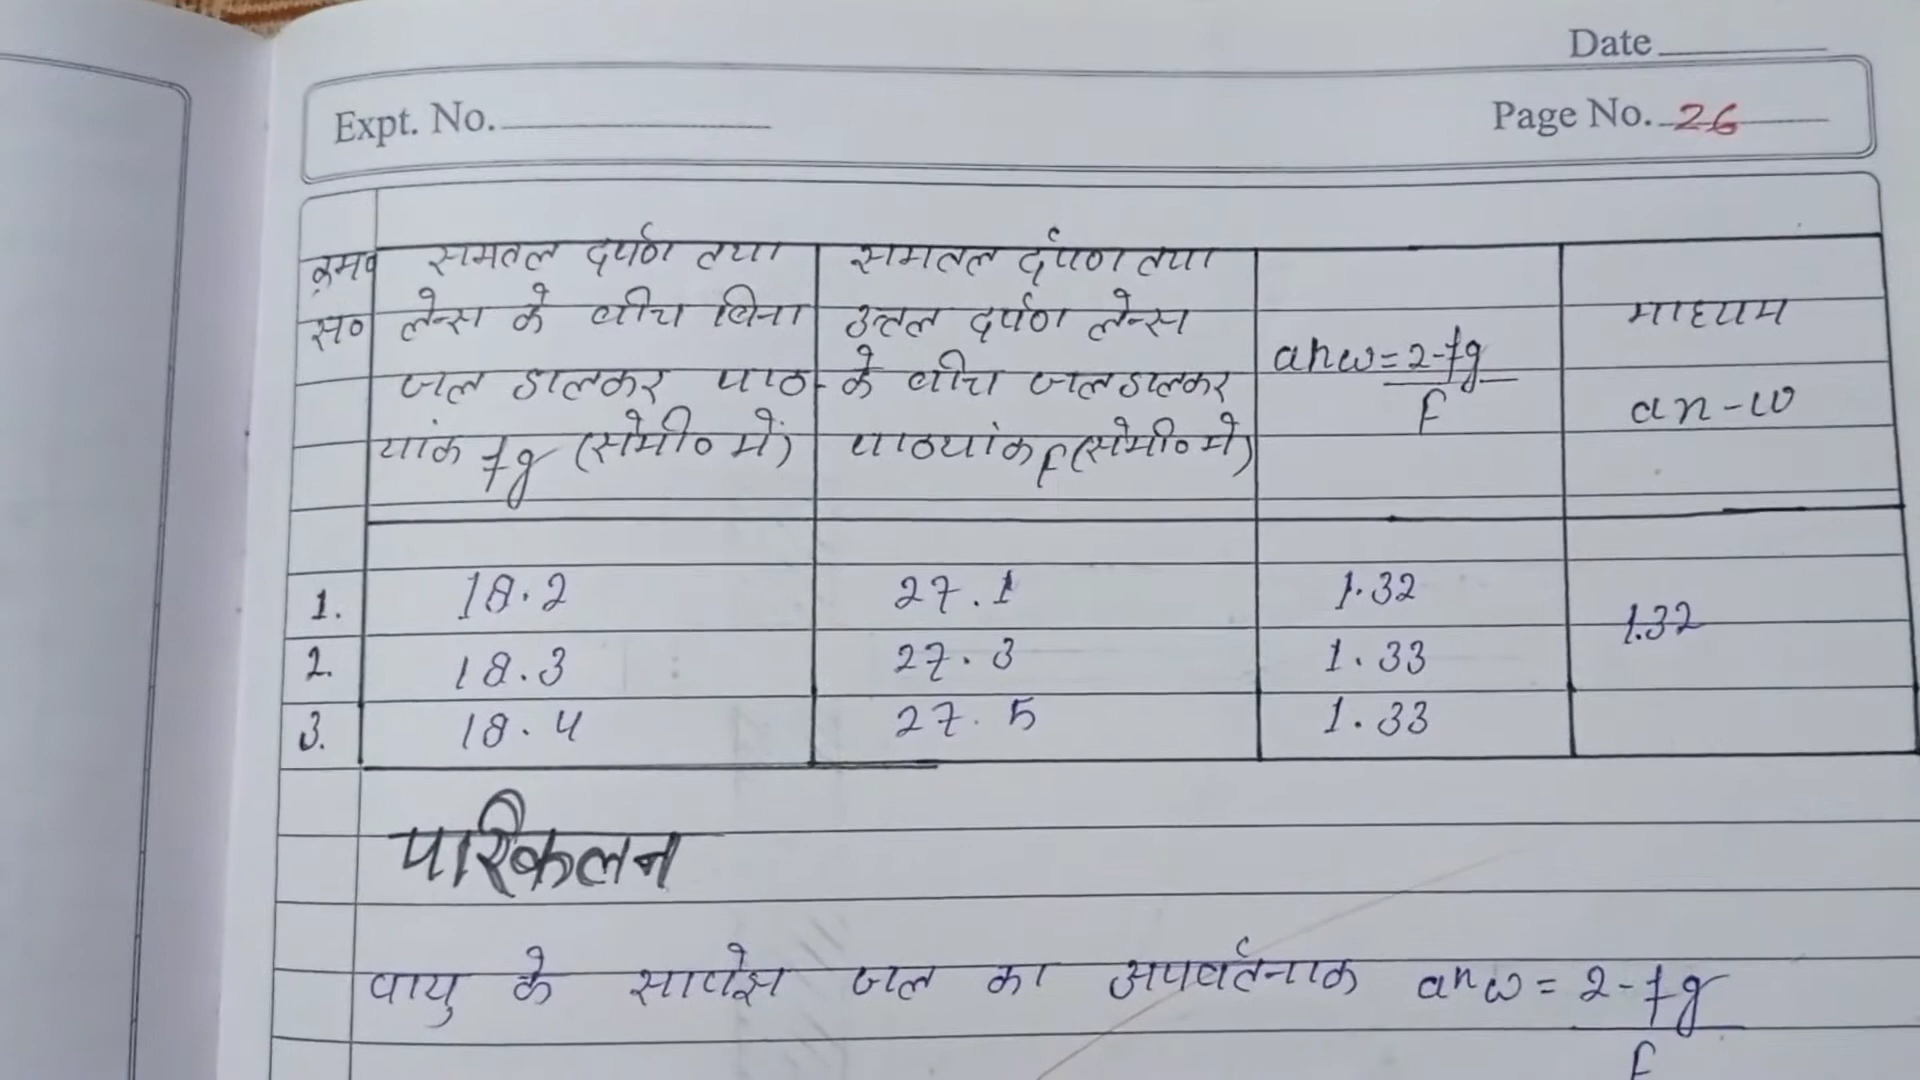 Date
Expt. No.
Page No. 26
क्रम० समतल दर्पण तथा समतल दर्पण तथा
स० लेन्स के बीच बिना उत्तल दर्पण लेन्स माध्यम
जल डालकर पाठ- के बीच जल डालकर anw = 2-fg/f an-w
यांक fg (सेमी० में) पाठयांक f (सेमी० मे)
1. 18.2 27.1 1.32 1.32
2. 18.3 27.3 1.33
3. 18.4 27.5 1.33
परिकलन
वायु के सापेक्ष जल का अपवर्तनाक anw = 2-fg/f